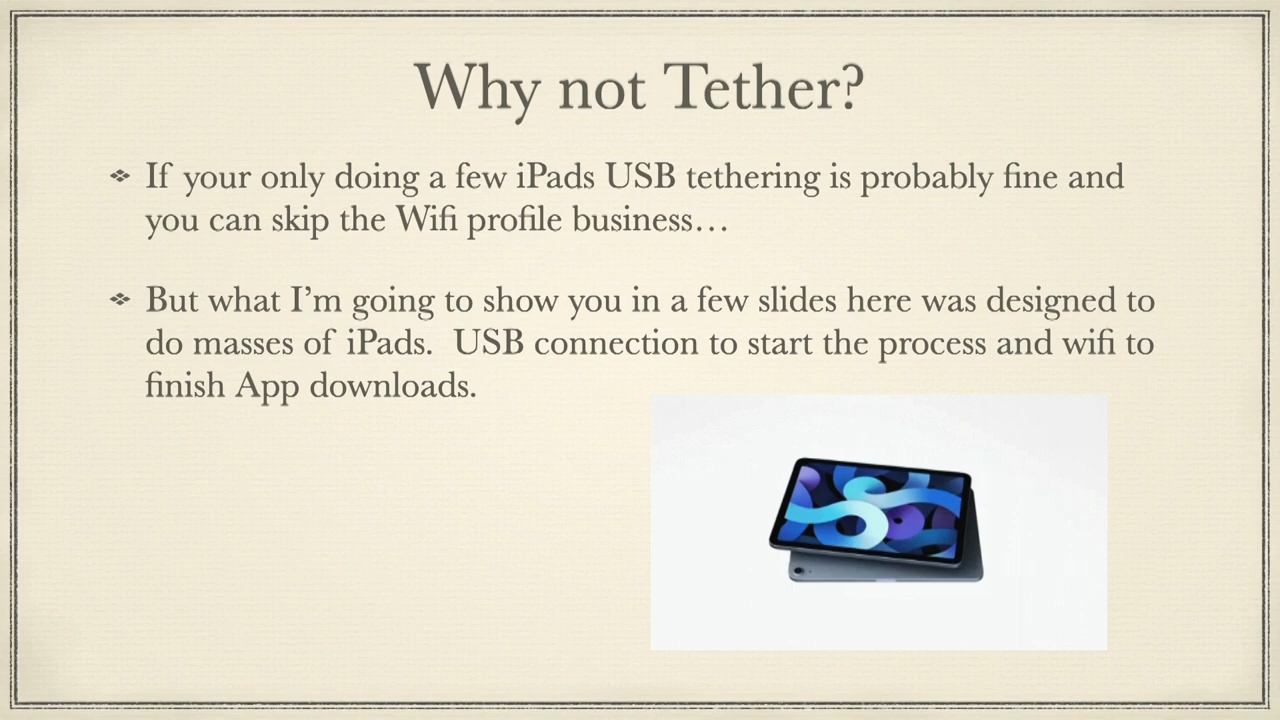 Why not Tether?
If your only doing a few iPads USB tethering is probably fine and
you can skip the Wifi profile business…
But what I’m going to show you in a few slides here was designed to
do masses of iPads.  USB connection to start the process and wifi to
finish App downloads.